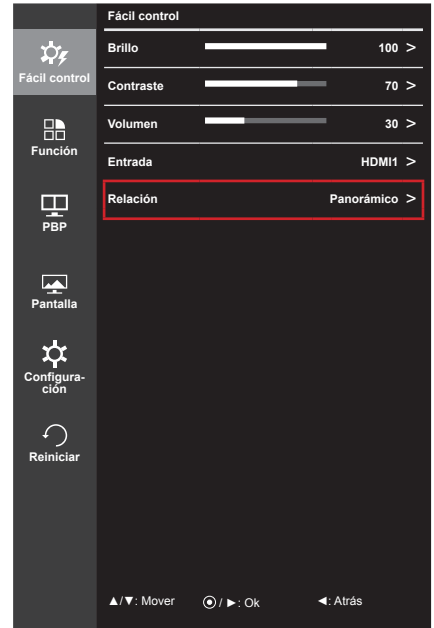 Fácil control
Fácil control
Función
PBP
Pantalla
Configura-
ción
Reiniciar
Brillo 100 >
Contraste 70 >
Volumen 30 >
Entrada HDMI1 >
Relación Panorámico >
▲/▼: Mover ◉/ ►: Ok ◄: Atrás